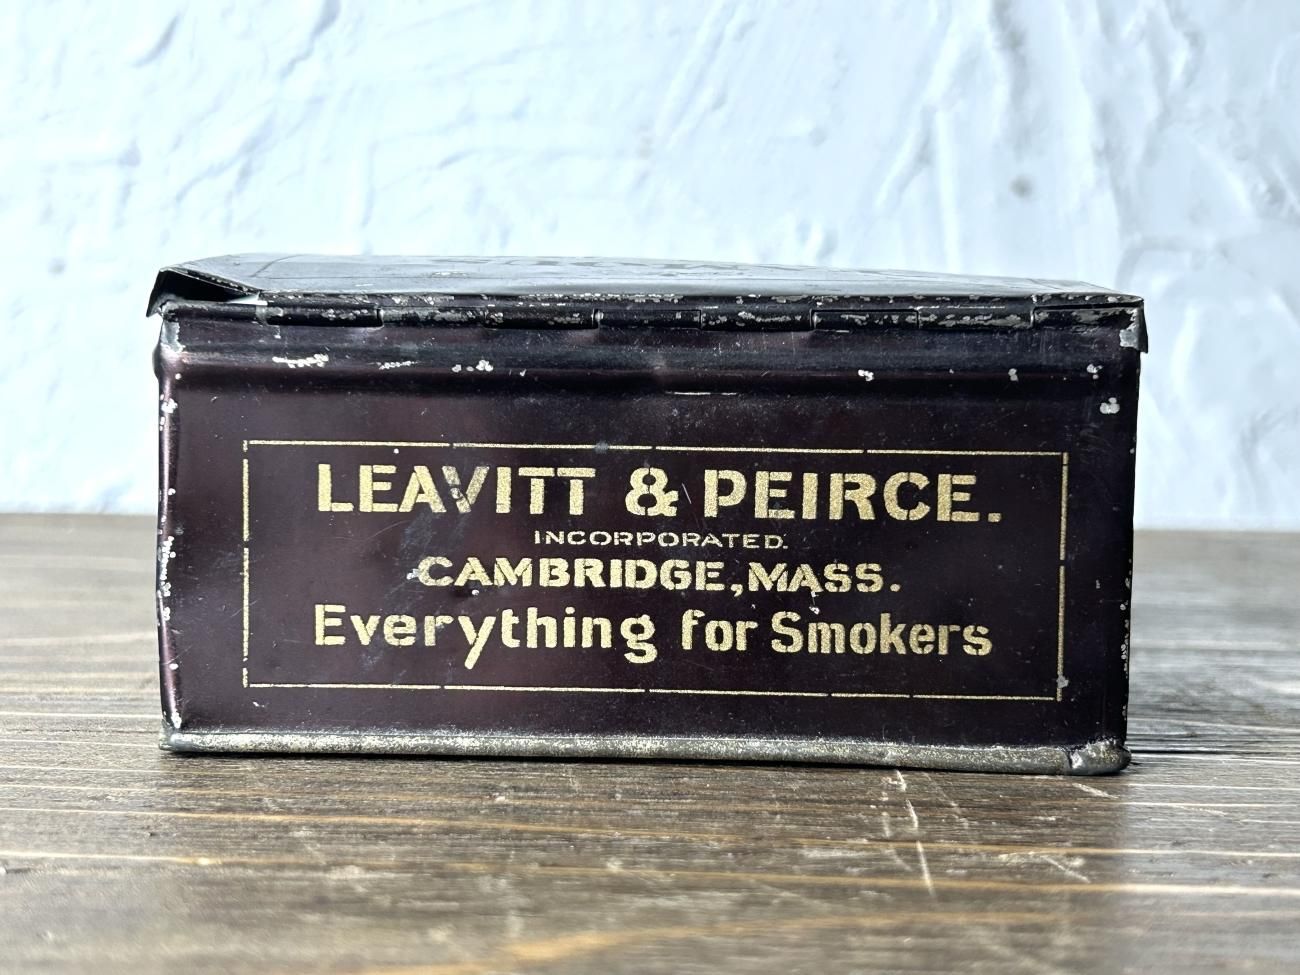 LEAVITT & PEIRCE.
INCORPORATED.
CAMBRIDGE, MASS.
Everything for Smokers